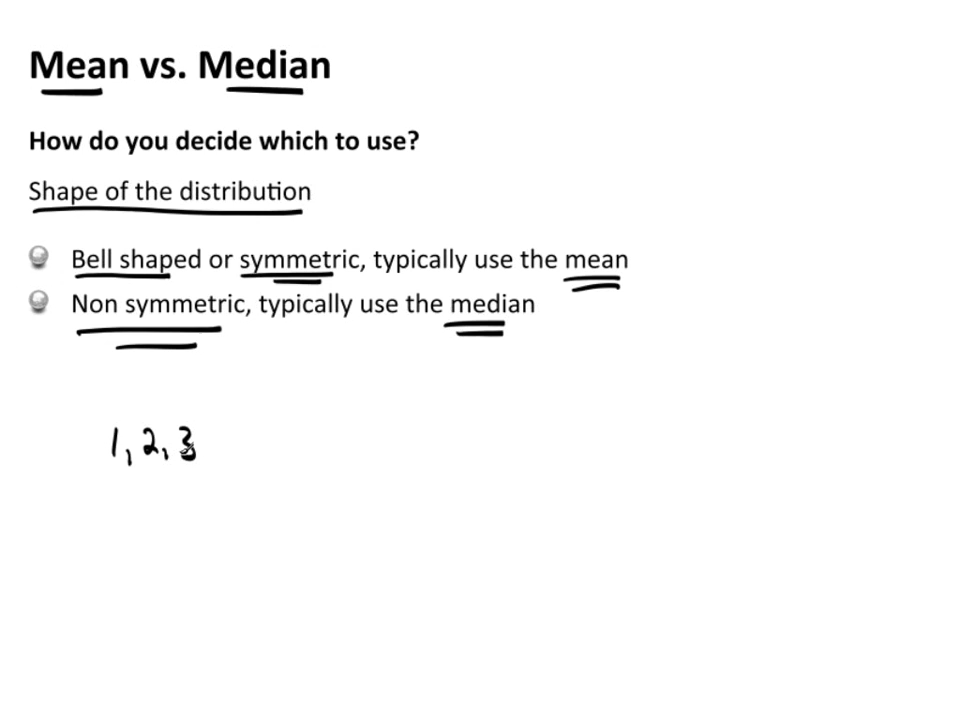 Mean vs. Median
How do you decide which to use?
Shape of the distribution
Bell shaped or symmetric, typically use the mean
Non symmetric, typically use the median
1, 2, 3